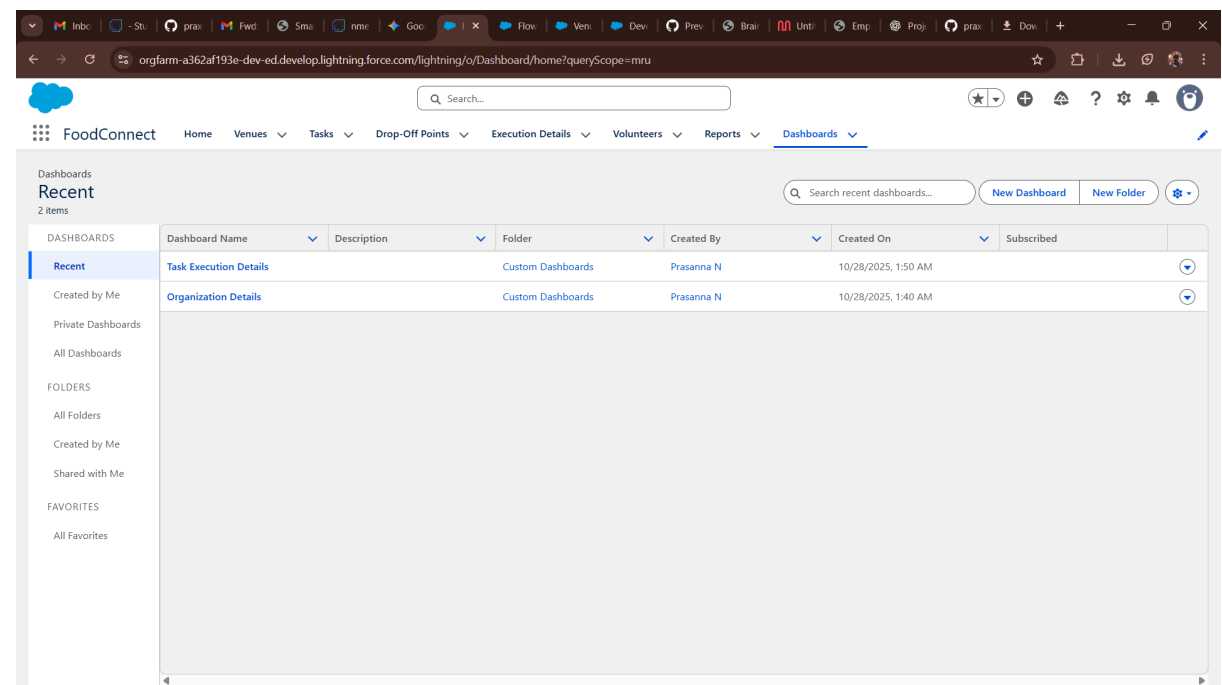 Inbo - Stu prax Fwd: Sma nme Goo Flow Venu Deve Prev Brair Untit Emp Proj prax Dow
orgfarm-a362af193e-dev-ed.develop.lightning.force.com/lightning/o/Dashboard/home?queryScope=mru
Search...
FoodConnect Home Venues Tasks Drop-Off Points Execution Details Volunteers Reports Dashboards
Dashboards
Recent
2 items
Search recent dashboards...
New Dashboard New Folder
DASHBOARDS
Dashboard Name Description Folder Created By Created On Subscribed
Recent
Task Execution Details Custom Dashboards Prasanna N 10/28/2025, 1:50 AM
Created by Me
Organization Details Custom Dashboards Prasanna N 10/28/2025, 1:40 AM
Private Dashboards
All Dashboards
FOLDERS
All Folders
Created by Me
Shared with Me
FAVORITES
All Favorites